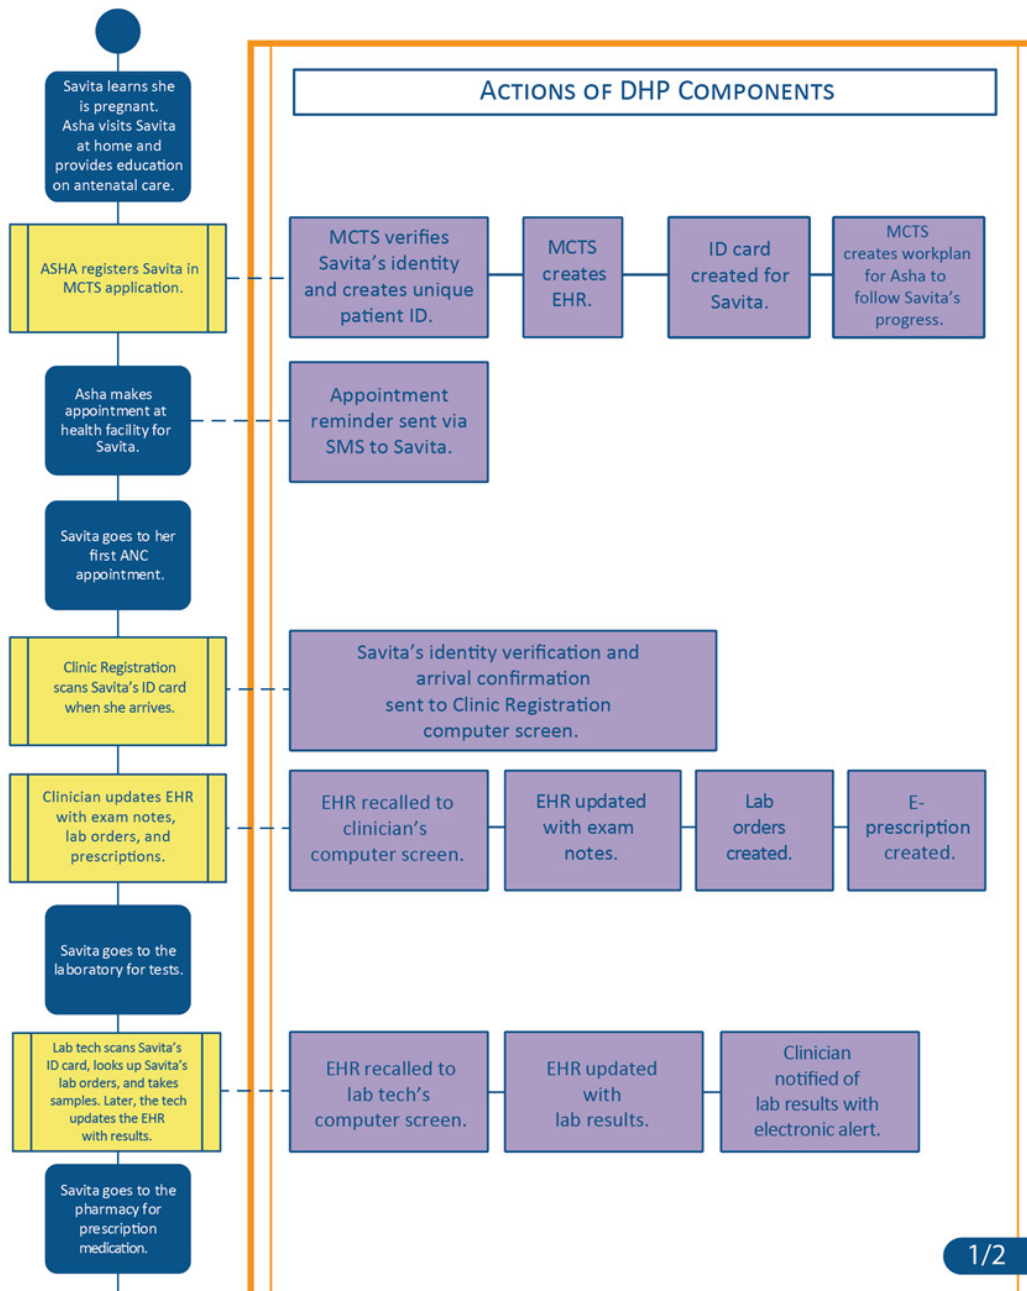 ACTIONS OF DHP COMPONENTS
Savita learns she
is pregnant.
Asha visits Savita
at home and
provides education
on antenatal care.
ASHA registers Savita in
MCTS application.
MCTS verifies
Savita's identity
and creates unique
patient ID.
MCTS
creates
EHR.
ID card
created for
Savita.
MCTS
creates workplan
for Asha to
follow Savita's
progress.
Asha makes
appointment at
health facility for
Savita.
Appointment
reminder sent via
SMS to Savita.
Savita goes to her
first ANC
appointment.
Clinic Registration
scans Savita's ID card
when she arrives.
Savita's identity verification and
arrival confirmation
sent to Clinic Registration
computer screen.
Clinician updates EHR
with exam notes,
lab orders, and
prescriptions.
EHR recalled to
clinician's
computer screen.
EHR updated
with exam
notes.
Lab
orders
created.
E-
prescription
created.
Savita goes to the
laboratory for tests.
Lab tech scans Savita's
ID card, looks up Savita's
lab orders, and takes
samples. Later, the tech
updates the EHR
with results.
EHR recalled to
lab tech's
computer screen.
EHR updated
with
lab results.
Clinician
notified of
lab results with
electronic alert.
Savita goes to the
pharmacy for
prescription
medication.
1/2